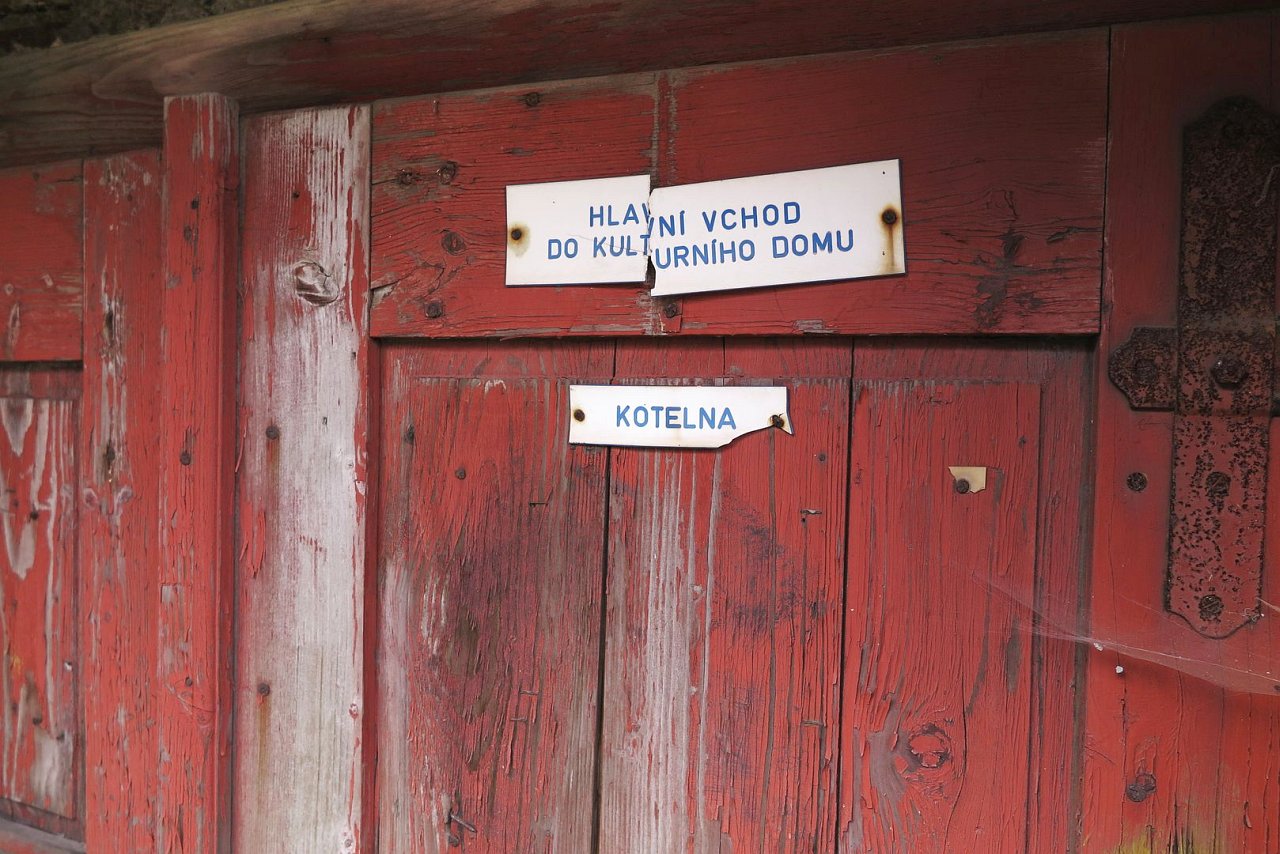 HLAVNÍ VCHOD
DO KULTURNÍHO DOMU
KOTELNA